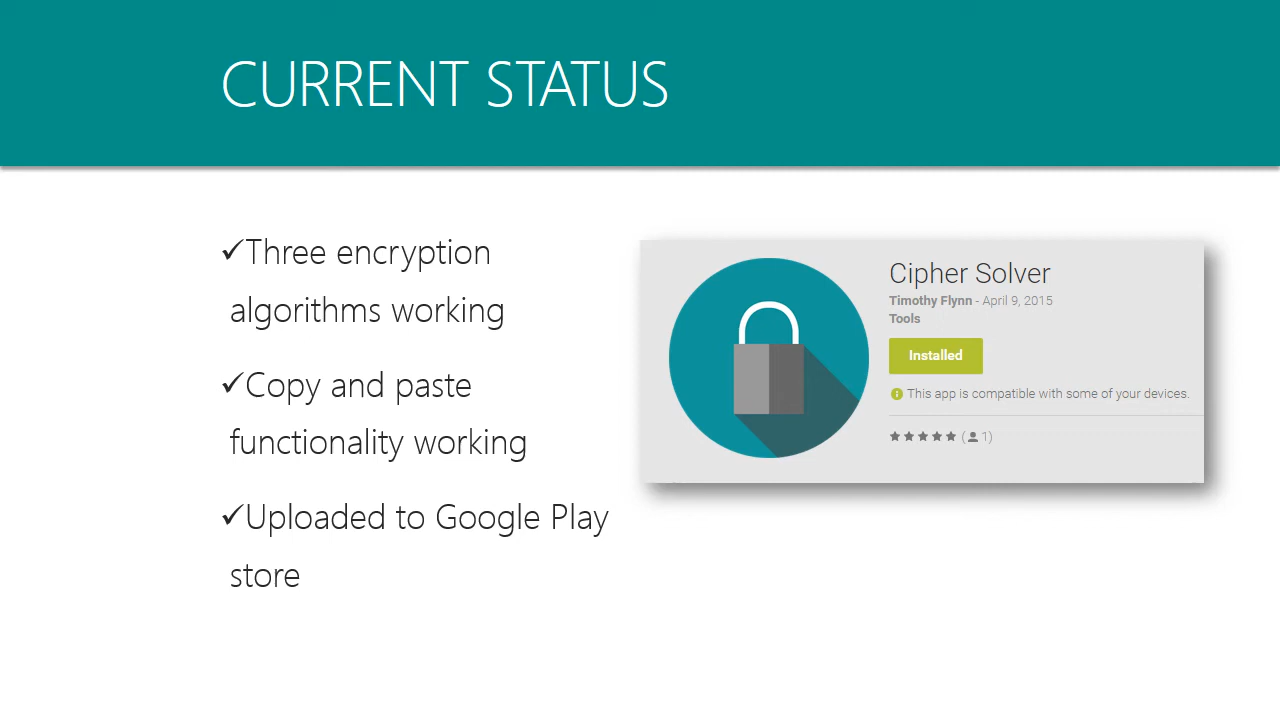 CURRENT STATUS
✓Three encryption
algorithms working
✓Copy and paste
functionality working
✓Uploaded to Google Play
store
Cipher Solver
Timothy Flynn - April 9, 2015
Tools
Installed
This app is compatible with some of your devices.
★★★★★ ( 1)